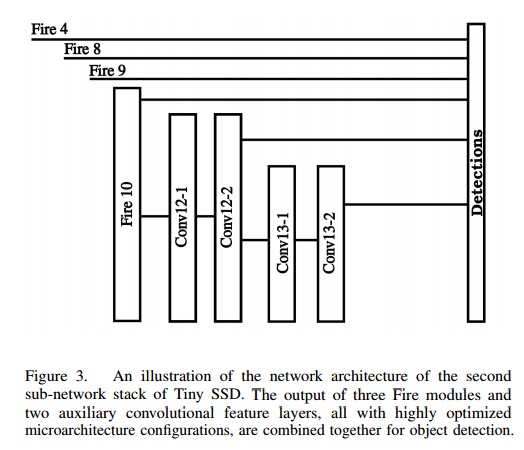 Fire 4
Fire 8
Fire 9
Fire 10
Conv12-1
Conv12-2
Conv13-1
Conv13-2
Detections
Figure 3. An illustration of the network architecture of the second
sub-network stack of Tiny SSD. The output of three Fire modules and
two auxiliary convolutional feature layers, all with highly optimized
microarchitecture configurations, are combined together for object detection.